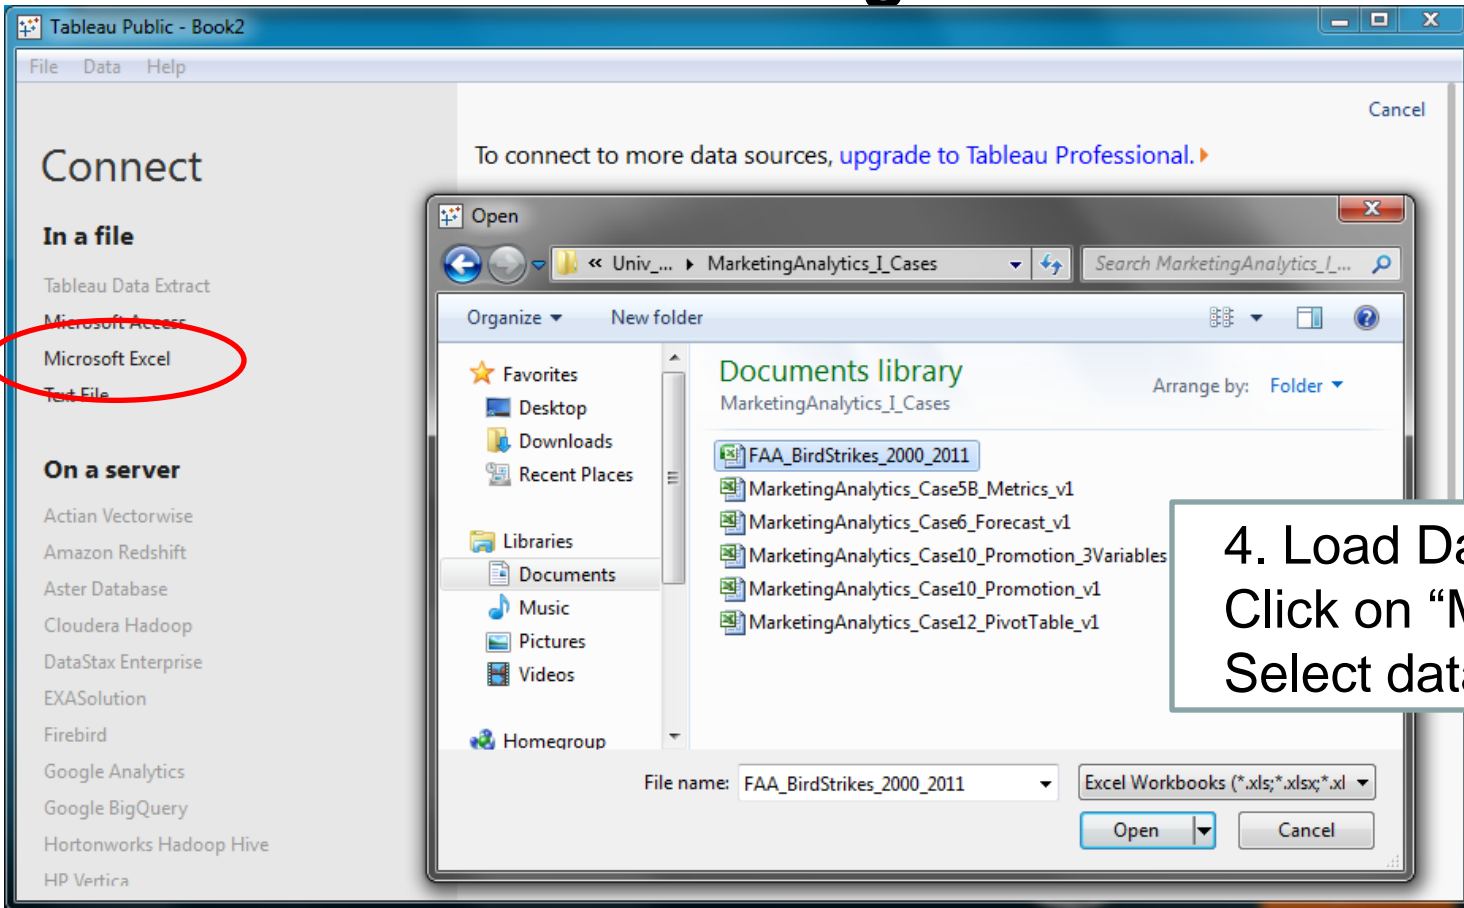 Tableau Public - Book2
File Data Help
Cancel
Connect
To connect to more data sources, upgrade to Tableau Professional.
In a file
Tableau Data Extract
Microsoft Access
Microsoft Excel
Text File
On a server
Actian Vectorwise
Amazon Redshift
Aster Database
Cloudera Hadoop
DataStax Enterprise
EXASolution
Firebird
Google Analytics
Google BigQuery
Hortonworks Hadoop Hive
HP Vertica
Open
« Univ_... MarketingAnalytics_I_Cases
Search MarketingAnalytics_I_...
Organize New folder
Favorites
Desktop
Downloads
Recent Places
Libraries
Documents
Music
Pictures
Videos
Homegroup
Documents library
MarketingAnalytics_I_Cases
Arrange by: Folder
FAA_BirdStrikes_2000_2011
MarketingAnalytics_Case5B_Metrics_v1
MarketingAnalytics_Case6_Forecast_v1
MarketingAnalytics_Case10_Promotion_3Variables
MarketingAnalytics_Case10_Promotion_v1
MarketingAnalytics_Case12_PivotTable_v1
File name: FAA_BirdStrikes_2000_2011
Excel Workbooks (*.xls;*.xlsx;*.xl
Open Cancel
4. Load Da
Click on “M
Select data